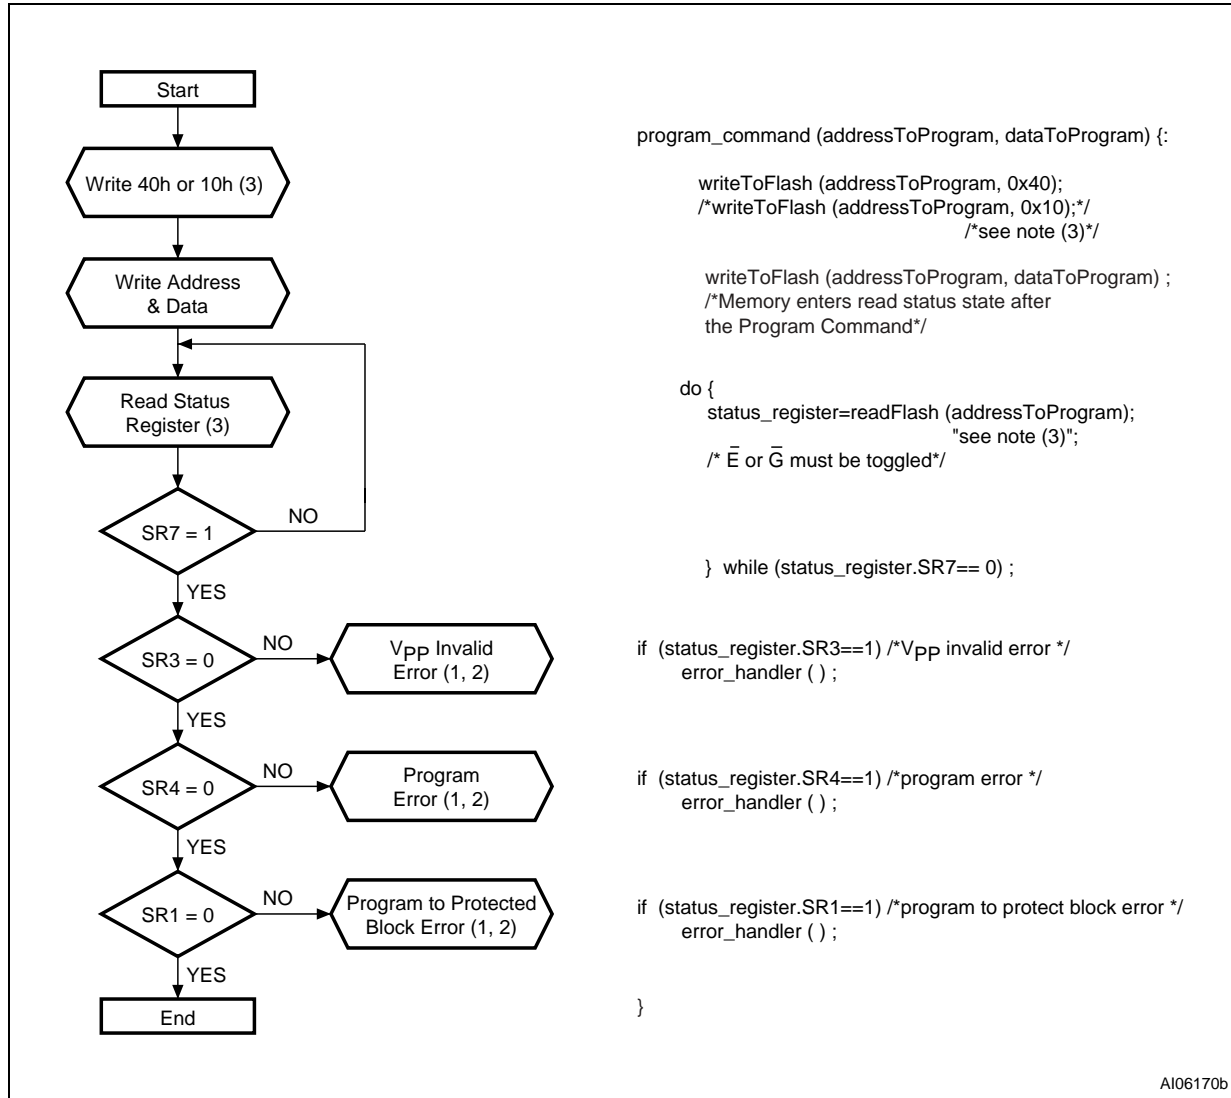 Start
Write 40h or 10h (3)
Write Address
& Data
Read Status
Register (3)
SR7 = 1
NO
YES
SR3 = 0
NO
VPP Invalid
Error (1, 2)
YES
SR4 = 0
NO
Program
Error (1, 2)
YES
SR1 = 0
NO
Program to Protected
Block Error (1, 2)
YES
End
program_command (addressToProgram, dataToProgram) {:
writeToFlash (addressToProgram, 0x40);
/*writeToFlash (addressToProgram, 0x10);*/
/*see note (3)*/
writeToFlash (addressToProgram, dataToProgram) ;
/*Memory enters read status state after
the Program Command*/
do {
status_register=readFlash (addressToProgram);
"see note (3)";
/* E̅ or G̅ must be toggled*/
} while (status_register.SR7== 0) ;
if (status_register.SR3==1) /*VPP invalid error */
error_handler ( ) ;
if (status_register.SR4==1) /*program error */
error_handler ( ) ;
if (status_register.SR1==1) /*program to protect block error */
error_handler ( ) ;
}
AI06170b